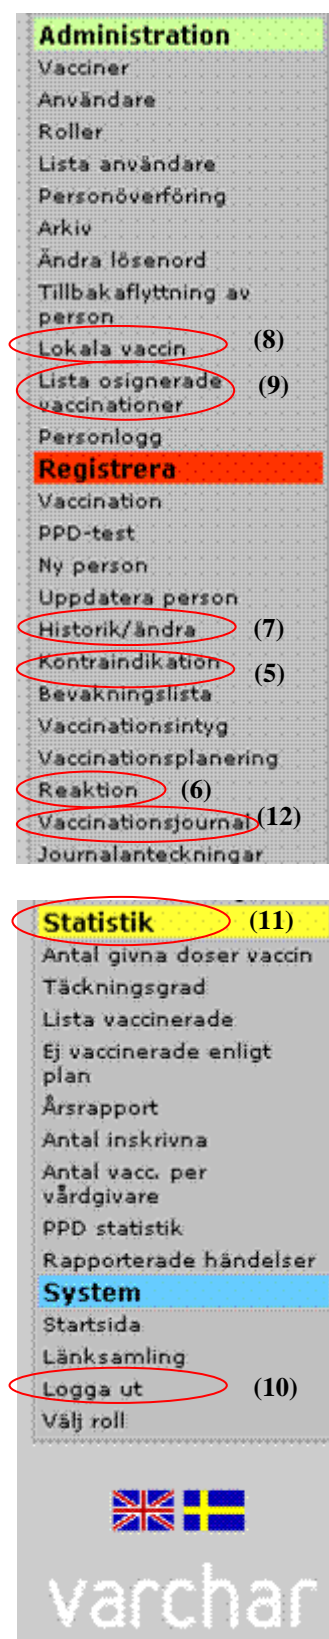 Administration
Vacciner
Användare
Roller
Lista användare
Personöverföring
Arkiv
Ändra lösenord
Tillbakaflyttning av
person
Lokala vaccin (8)
Lista osignerade (9)
vaccinationer
Personlogg
Registrera
Vaccination
PPD-test
Ny person
Uppdatera person
Historik/ändra (7)
Kontraindikation (5)
Bevakningslista
Vaccinationsintyg
Vaccinationsplanering
Reaktion (6)
Vaccinationsjournal (12)
Journalanteckningar
Statistik (11)
Antal givna doser vaccin
Täckningsgrad
Lista vaccinerade
Ej vaccinerade enligt
plan
Årsrapport
Antal inskrivna
Antal vacc. per
vårdgivare
PPD statistik
Rapporterade händelser
System
Startsida
Länksamling
Logga ut (10)
Välj roll
varchar